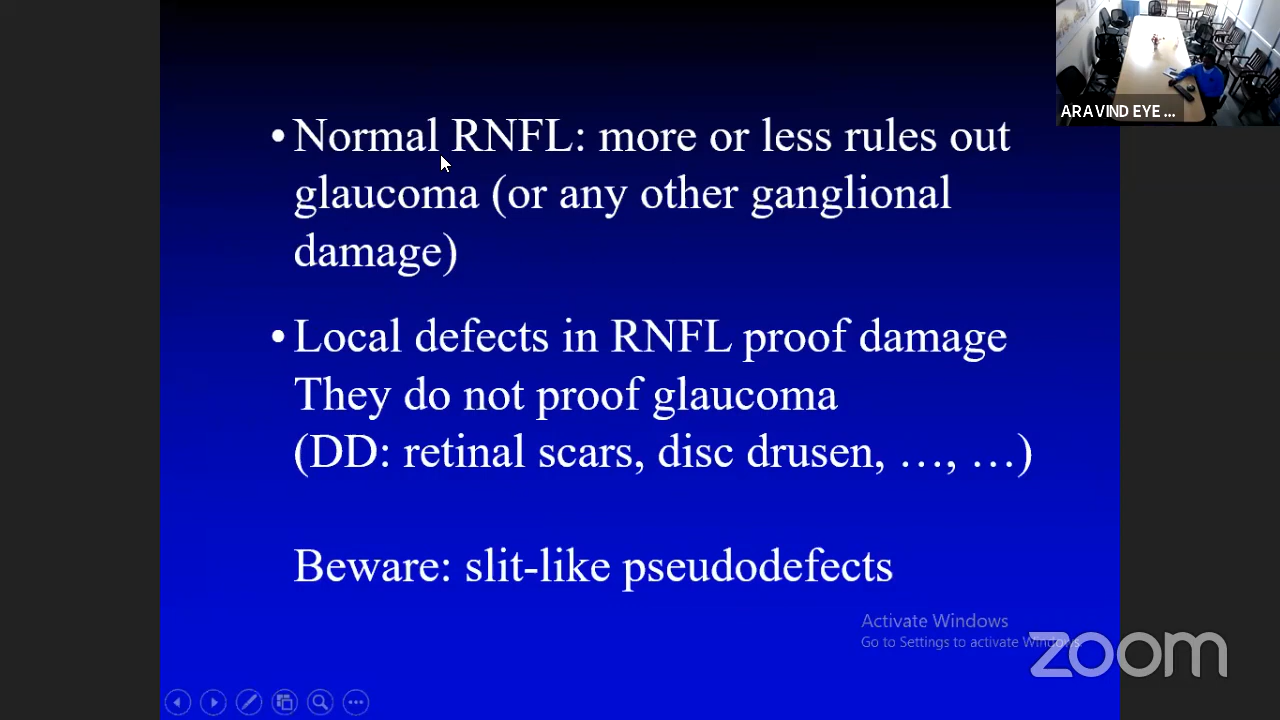 ARAVIND EYE ...
• Normal RNFL: more or less rules out
glaucoma (or any other ganglional
damage)
• Local defects in RNFL proof damage
They do not proof glaucoma
(DD: retinal scars, disc drusen, …, …)
Beware: slit-like pseudodefects
Activate Windows
Go to Settings to activate Windows.
zoom